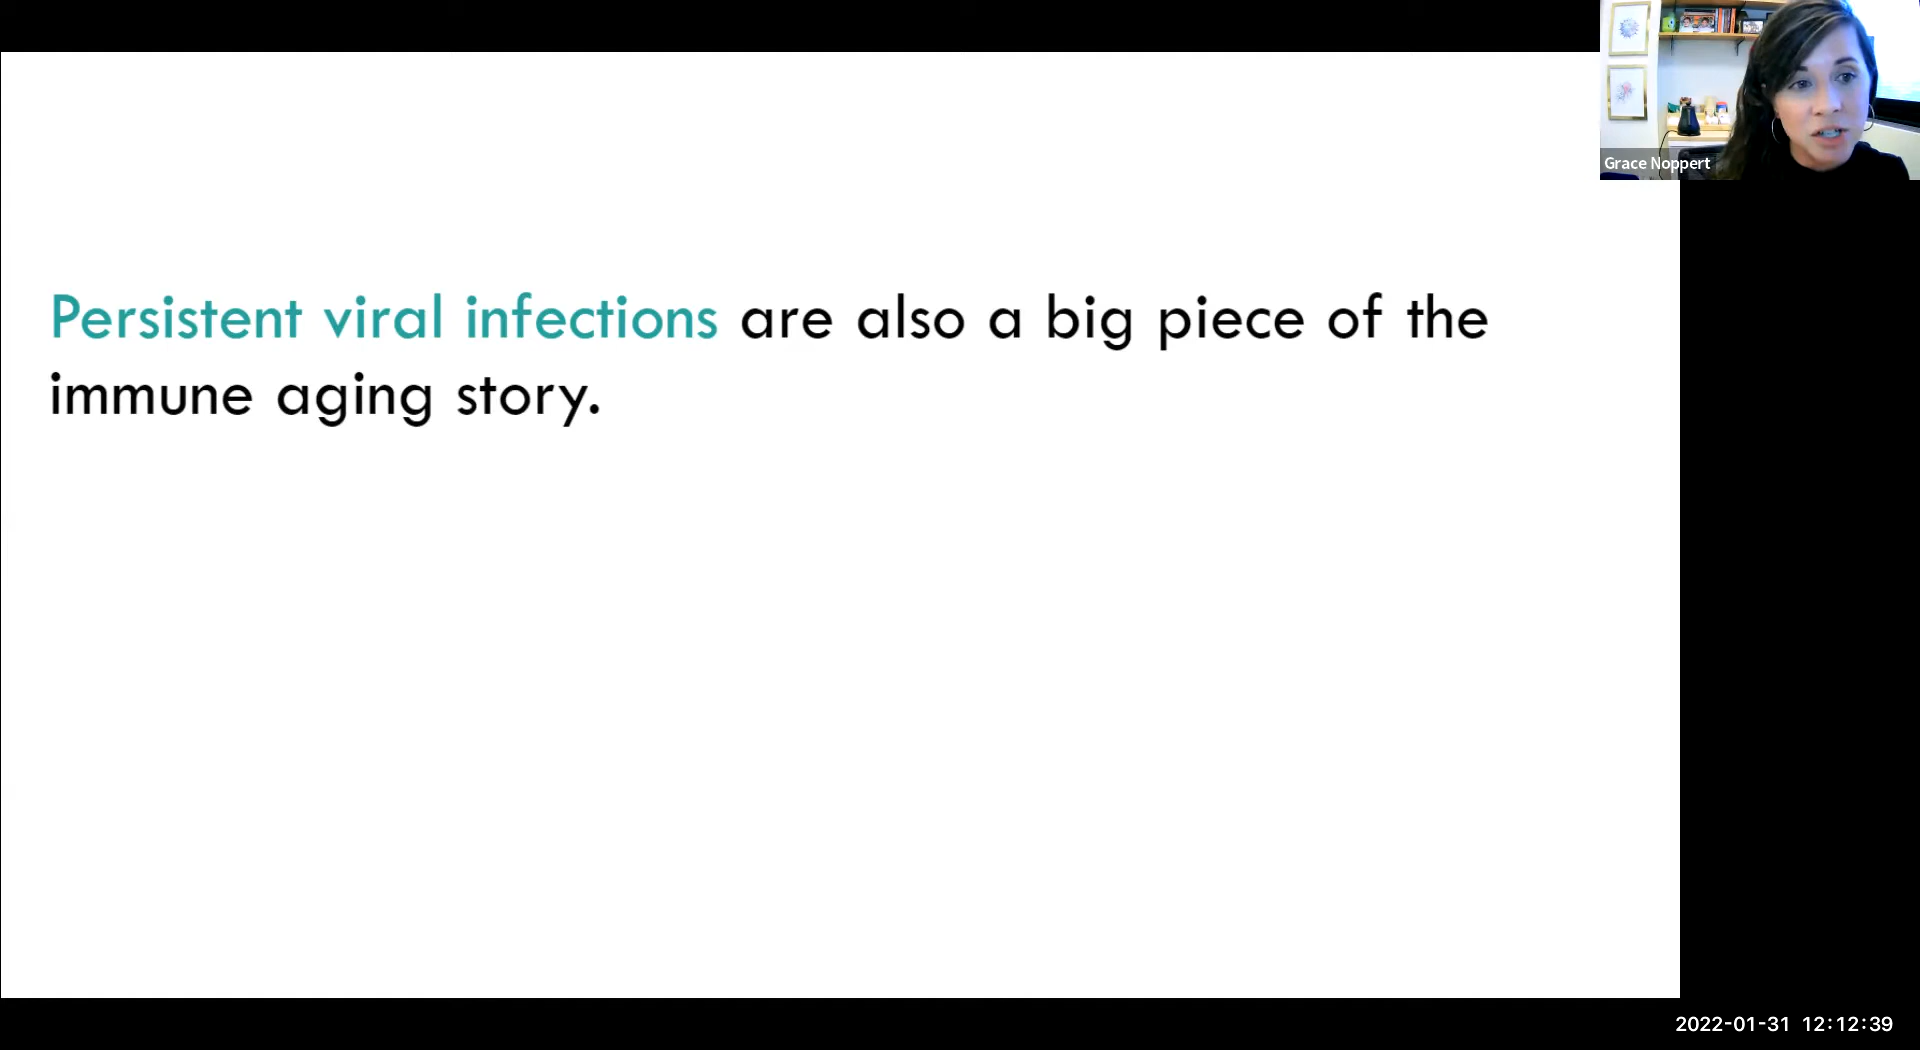 Grace Noppert
Persistent viral infections are also a big piece of the
immune aging story.
2022-01-31 12:12:39